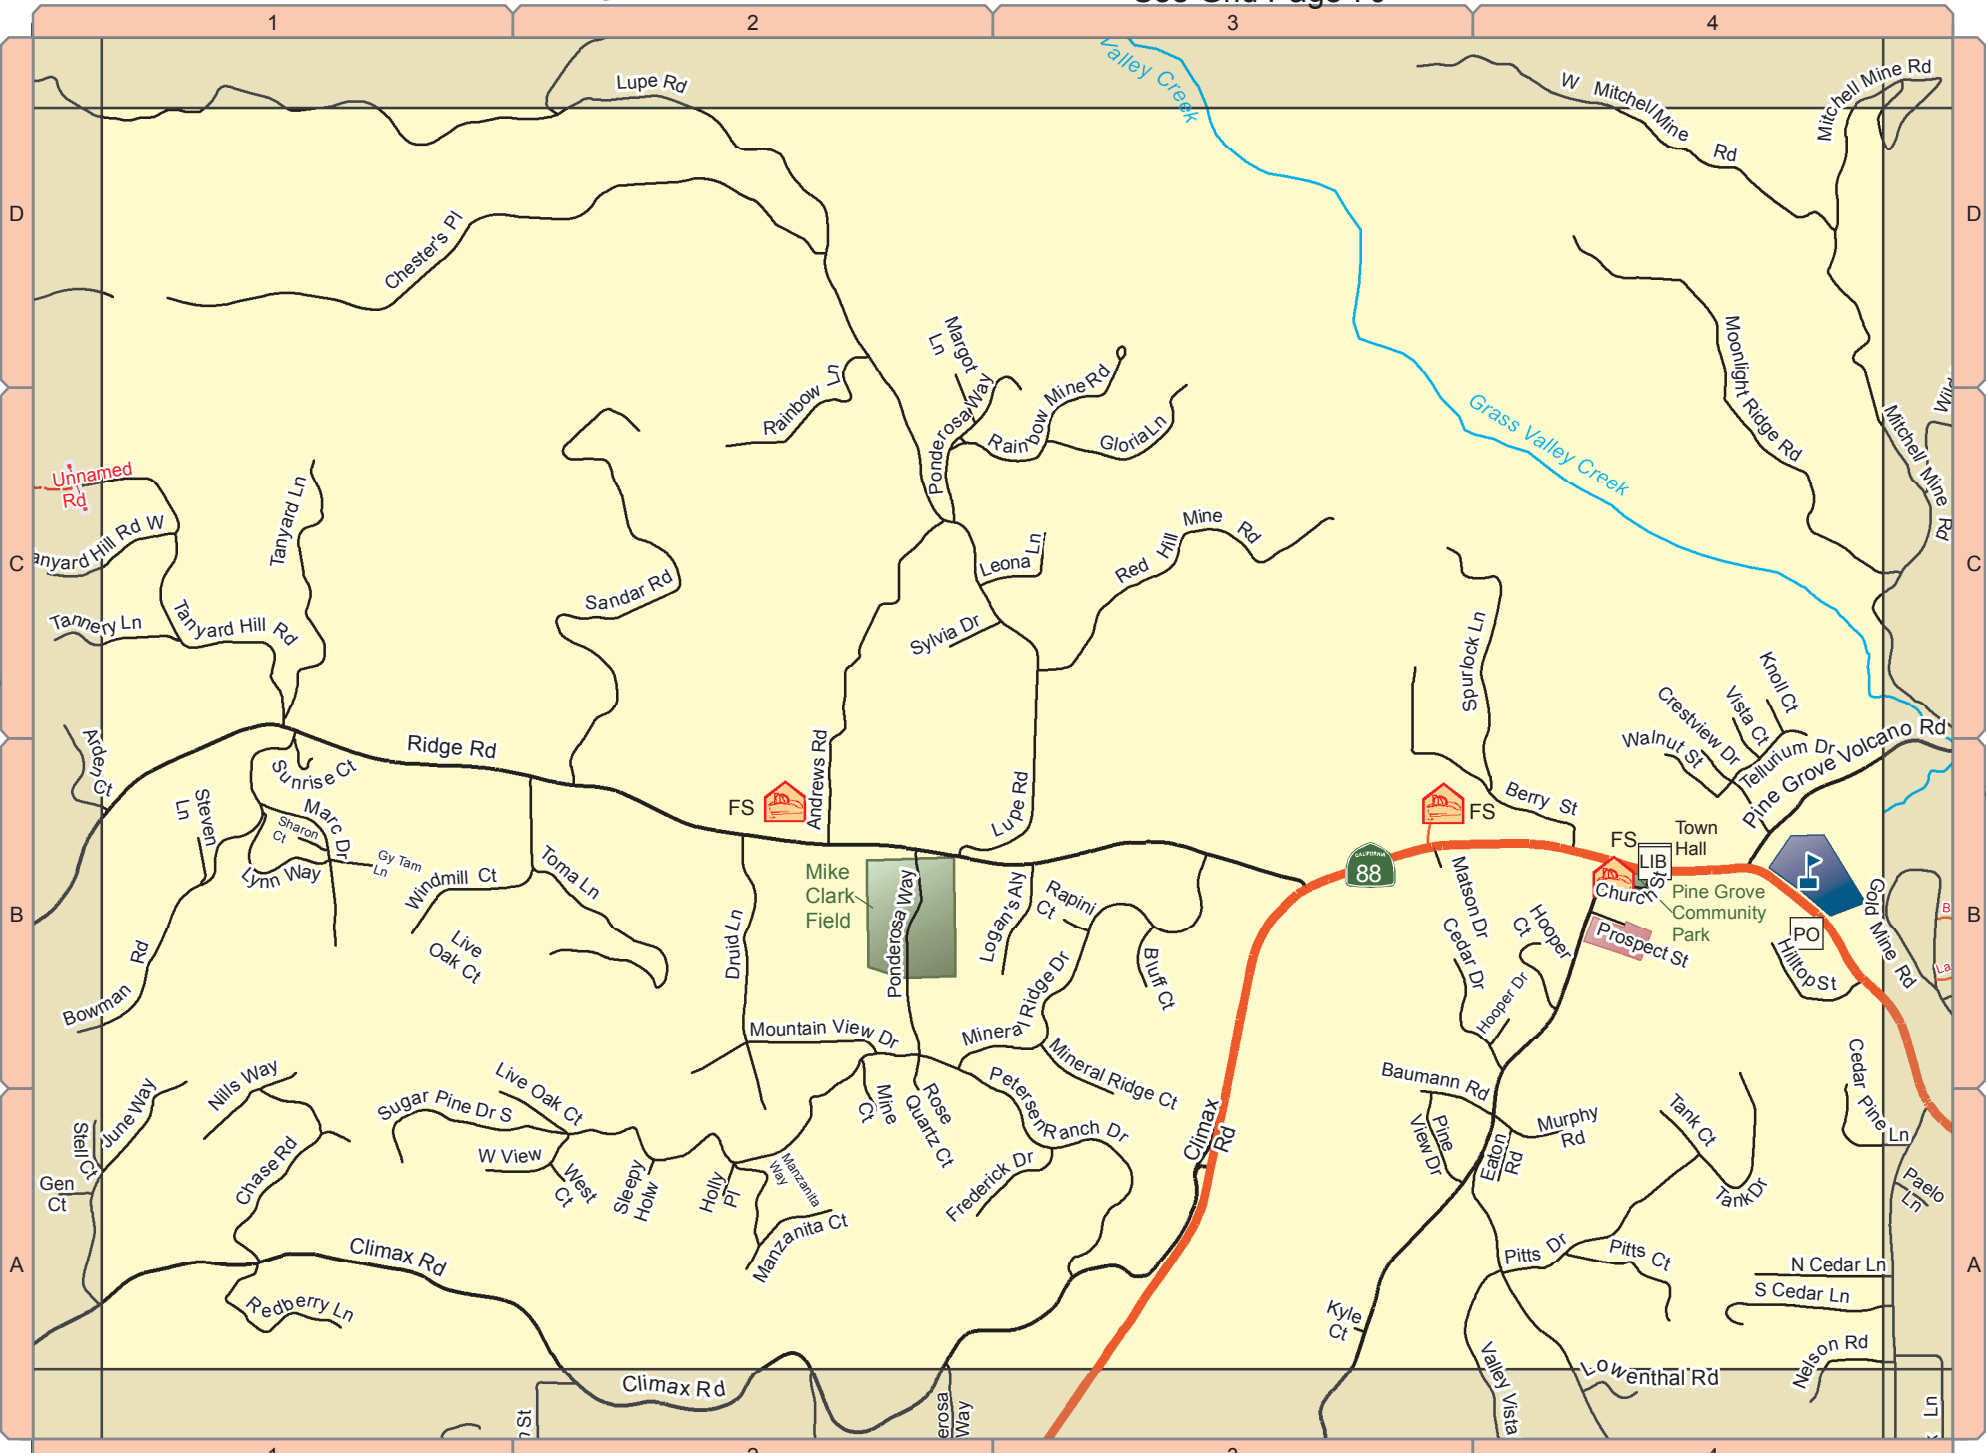 1
2
3
4
D
D
C
C
B
B
A
A
Lupe Rd
Valley Creek
W Mitchel Mine Rd
Mitchell Mine Rd
Chester's Pl
Margot
Ln
Rainbow Ln
Ponderosa Way
Rainbow Mine Rd
Gloria Ln
Moonlight Ridge Rd
Grass Valley Creek
Mitchell Mine Rd
Unnamed
Rd
anyard Hill Rd W
Tanyard Ln
Tannery Ln
Tanyard Hill Rd
Sandar Rd
Leona Ln
Red Hill Mine Rd
Sylvia Dr
Spurlock Ln
Knoll Ct
Vista Ct
Crestview Dr
Walnut St
Tellurium Dr
Pine Grove Volcano Rd
Arden
Ct
Ridge Rd
Sunrise Ct
Steven
Ln
Marc Dr
Sharon
Ct
Gy Tam
Ln
Lynn Way
Windmill Ct
Toma Ln
Live
Oak Ct
FS
Andrews Rd
Lupe Rd
Mike
Clark
Field
Ponderosa Way
Logan's Aly
Rapini
Ct
Druid Ln
Bluff Ct
Berry St
FS
CALIFORNIA
88
FS
Town
Hall
LIB
Church St
Pine Grove
Community
Park
Prospect St
PO
Hilltop St
Gold Mine Rd
Matson Dr
Cedar Dr
Hooper
Ct
Hooper Dr
Bowman Rd
Mountain View Dr
Mineral Ridge Dr
Mineral Ridge Ct
Petersen Ranch Dr
Mine
Ct
Rose
Quartz Ct
Frederick Dr
Climax
Rd
Nills Way
June Way
Stell Ct
Gen
Ct
Chase Rd
Sugar Pine Dr S
Live Oak Ct
W View
West
Ct
Sleepy
Holw
Holly
Pl
Manzanita
Way
Manzanita Ct
Climax Rd
Redberry Ln
Climax Rd
Baumann Rd
Pine
View Dr
Murphy
Rd
Eaton
Rd
Tank Ct
Tank Dr
Cedar Pine Ln
Paelo
Ln
Pitts Dr
Pitts Ct
N Cedar Ln
S Cedar Ln
Kyle
Ct
Valley Vista
Lowenthal Rd
Nelson Rd
Ln
erosa
Way
St